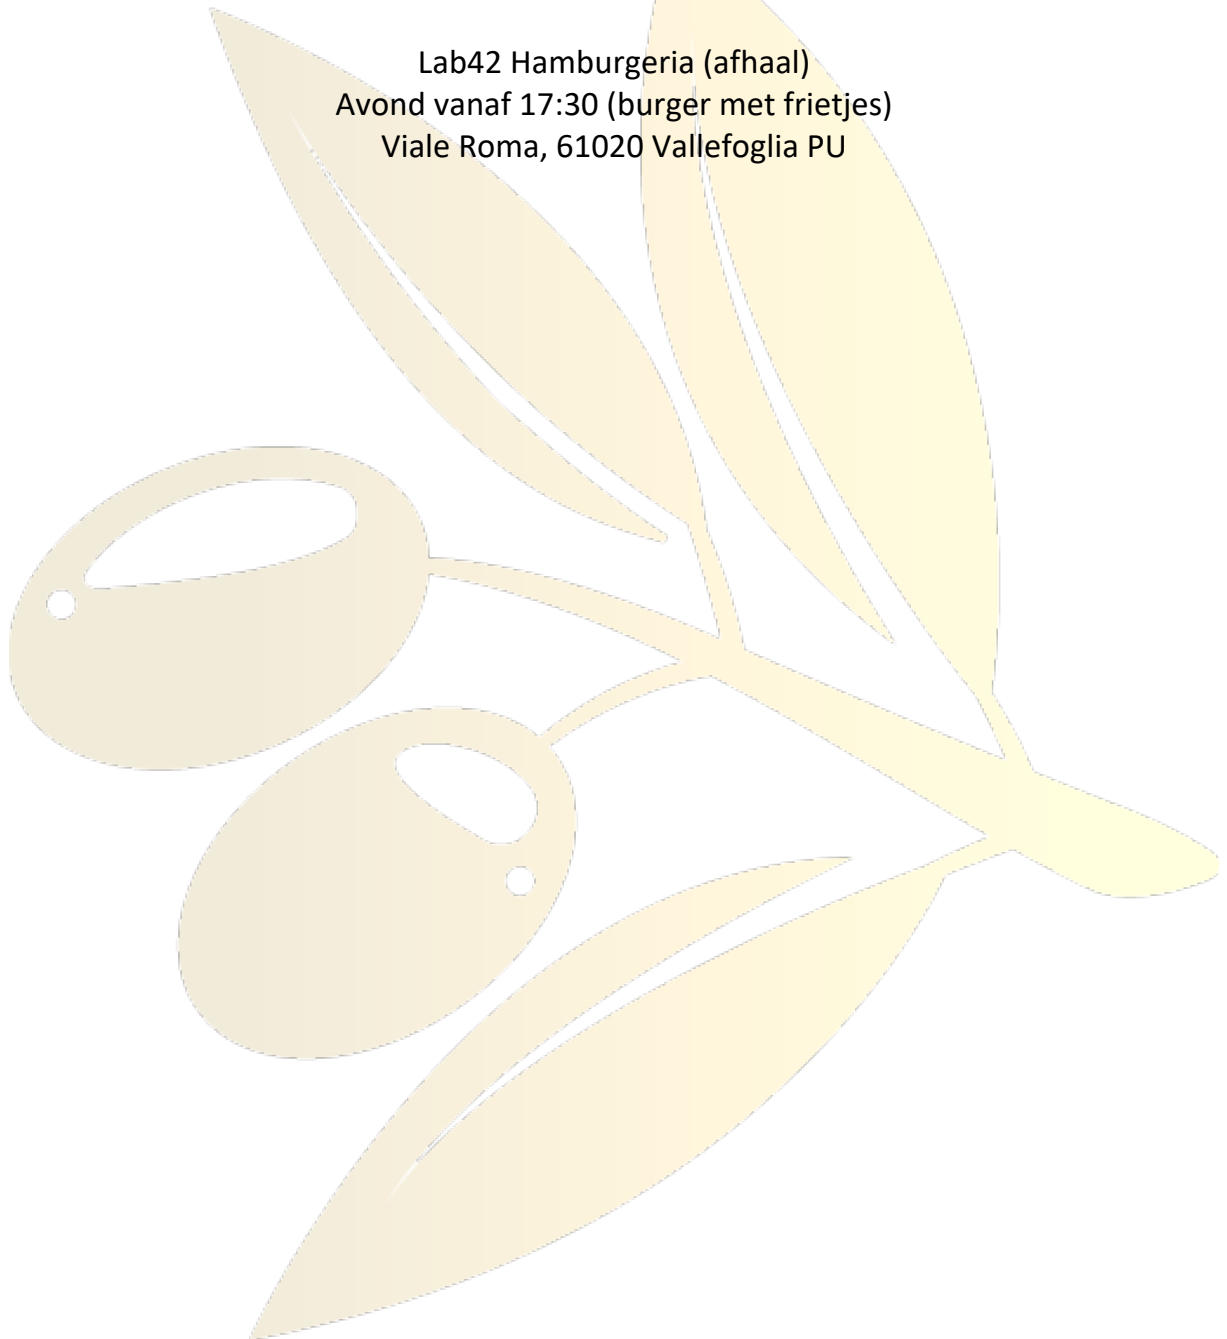 Lab42 Hamburgeria (afhaal)
Avond vanaf 17:30 (burger met frietjes)
Viale Roma, 61020 Vallefoglia PU